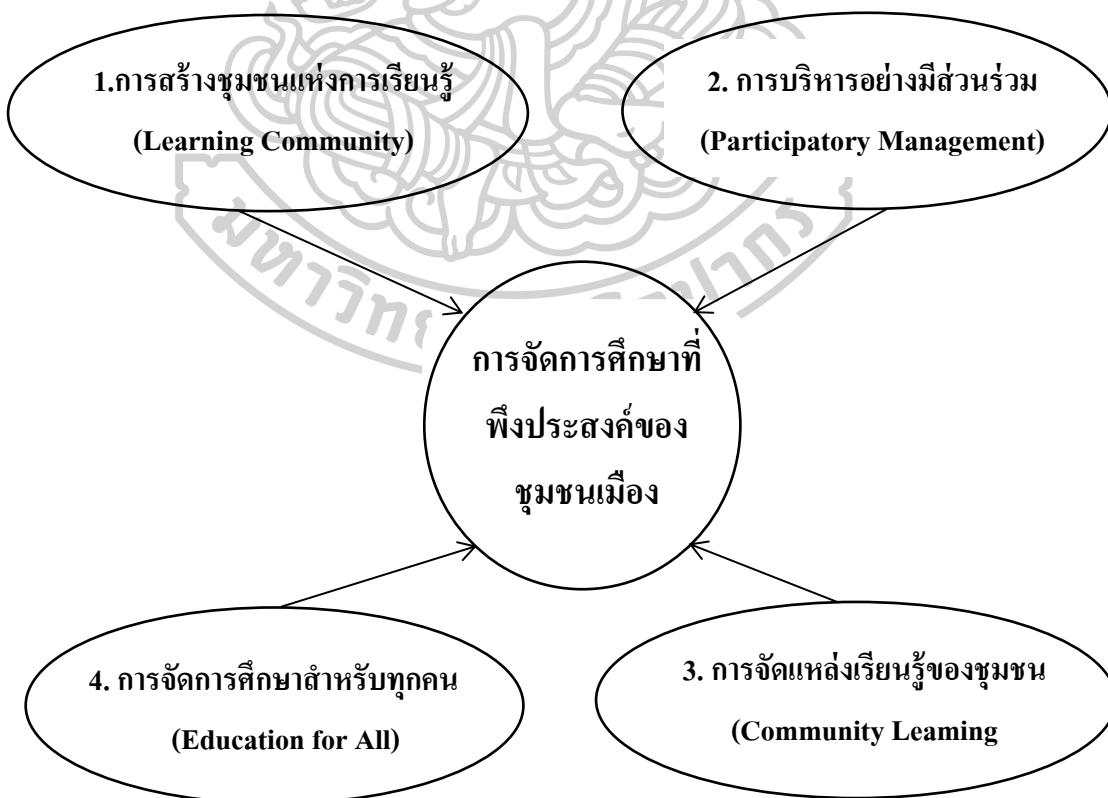 1.การสร้างชุมชนแห่งการเรียนรู้
(Learning Community)
2. การบริหารอย่างมีส่วนร่วม
(Participatory Management)
การจัดการศึกษาที่
พึงประสงค์ของ
ชุมชนเมือง
4. การจัดการศึกษาสำหรับทุกคน
(Education for All)
3. การจัดแหล่งเรียนรู้ของชุมชน
(Community Leaming